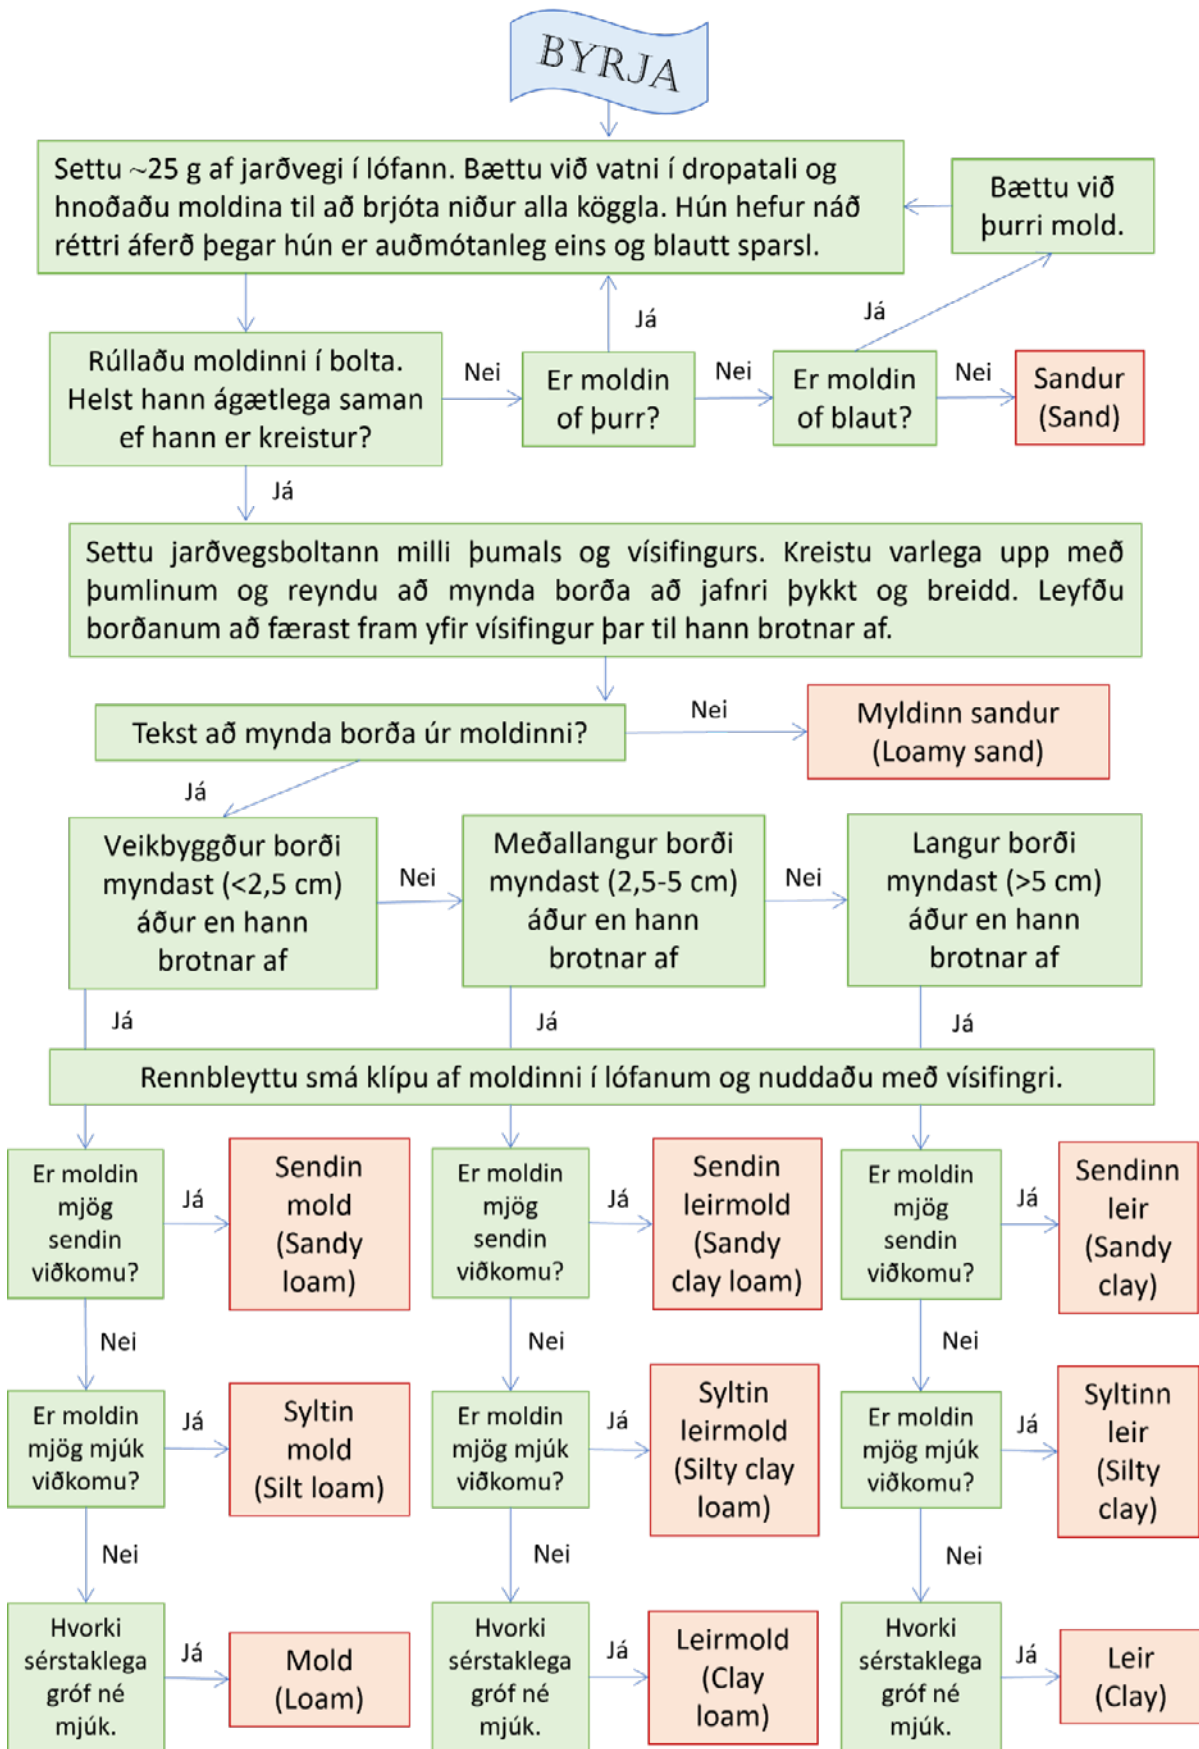 BYRJA
Settu ~25 g af jarðvegi í lófann. Bættu við vatni í dropatali og
hnoðaðu moldina til að brjóta niður alla köggla. Hún hefur náð
réttri áferð þegar hún er auðmótanleg eins og blautt sparsl.
Bættu við
þurri mold.
Já
Já
Rúllaðu moldinni í bolta.
Helst hann ágætlega saman
ef hann er kreistur?
Nei
Er moldin
of þurr?
Nei
Er moldin
of blaut?
Nei
Sandur
(Sand)
Já
Settu jarðvegsboltann milli þumals og vísifingurs. Kreistu varlega upp með
þumlinum og reyndu að mynda borða að jafnri þykkt og breidd. Leyfðu
borðanum að færast fram yfir vísifingur þar til hann brotnar af.
Tekst að mynda borða úr moldinni?
Nei
Myldinn sandur
(Loamy sand)
Já
Veikbyggður borði
myndast (<2,5 cm)
áður en hann
brotnar af
Nei
Meðallangur borði
myndast (2,5-5 cm)
áður en hann
brotnar af
Nei
Langur borði
myndast (>5 cm)
áður en hann
brotnar af
Já
Já
Já
Rennbleyttu smá klípu af moldinni í lófanum og nuddaðu með vísifingri.
Er moldin
mjög
sendin
viðkomu?
Já
Sendin
mold
(Sandy
loam)
Er moldin
mjög
sendin
viðkomu?
Já
Sendin
leirmold
(Sandy
clay loam)
Er moldin
mjög
sendin
viðkomu?
Já
Sendinn
leir
(Sandy
clay)
Nei
Nei
Nei
Er moldin
mjög mjúk
viðkomu?
Já
Syltin
mold
(Silt loam)
Er moldin
mjög mjúk
viðkomu?
Já
Syltin
leirmold
(Silty clay
loam)
Er moldin
mjög mjúk
viðkomu?
Já
Syltinn
leir
(Silty
clay)
Nei
Nei
Nei
Hvorki
sérstaklega
gróf né
mjúk.
Já
Mold
(Loam)
Hvorki
sérstaklega
gróf né
mjúk.
Já
Leirmold
(Clay
loam)
Hvorki
sérstaklega
gróf né
mjúk.
Já
Leir
(Clay)